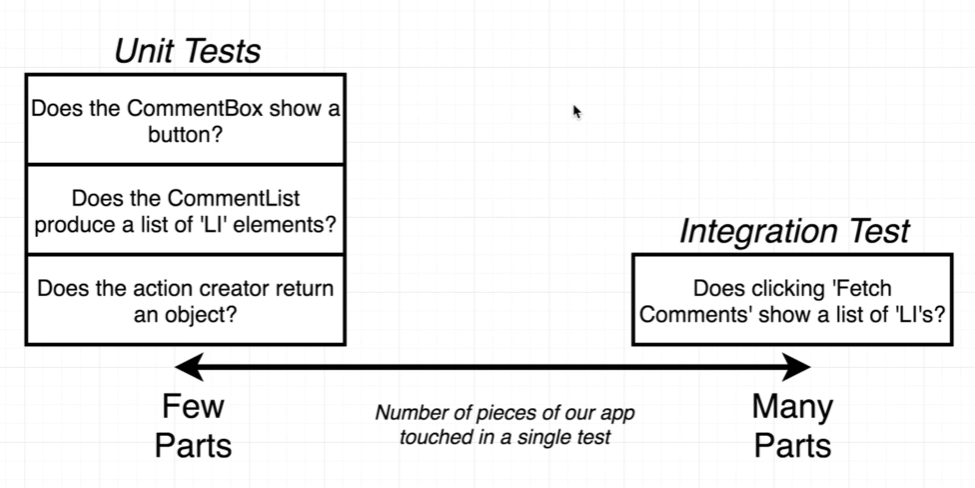 Unit Tests
Does the CommentBox show a
button?
Does the CommentList
produce a list of 'LI' elements?
Does the action creator return
an object?
Integration Test
Does clicking 'Fetch
Comments' show a list of 'LI's?
Few
Parts
Number of pieces of our app
touched in a single test
Many
Parts